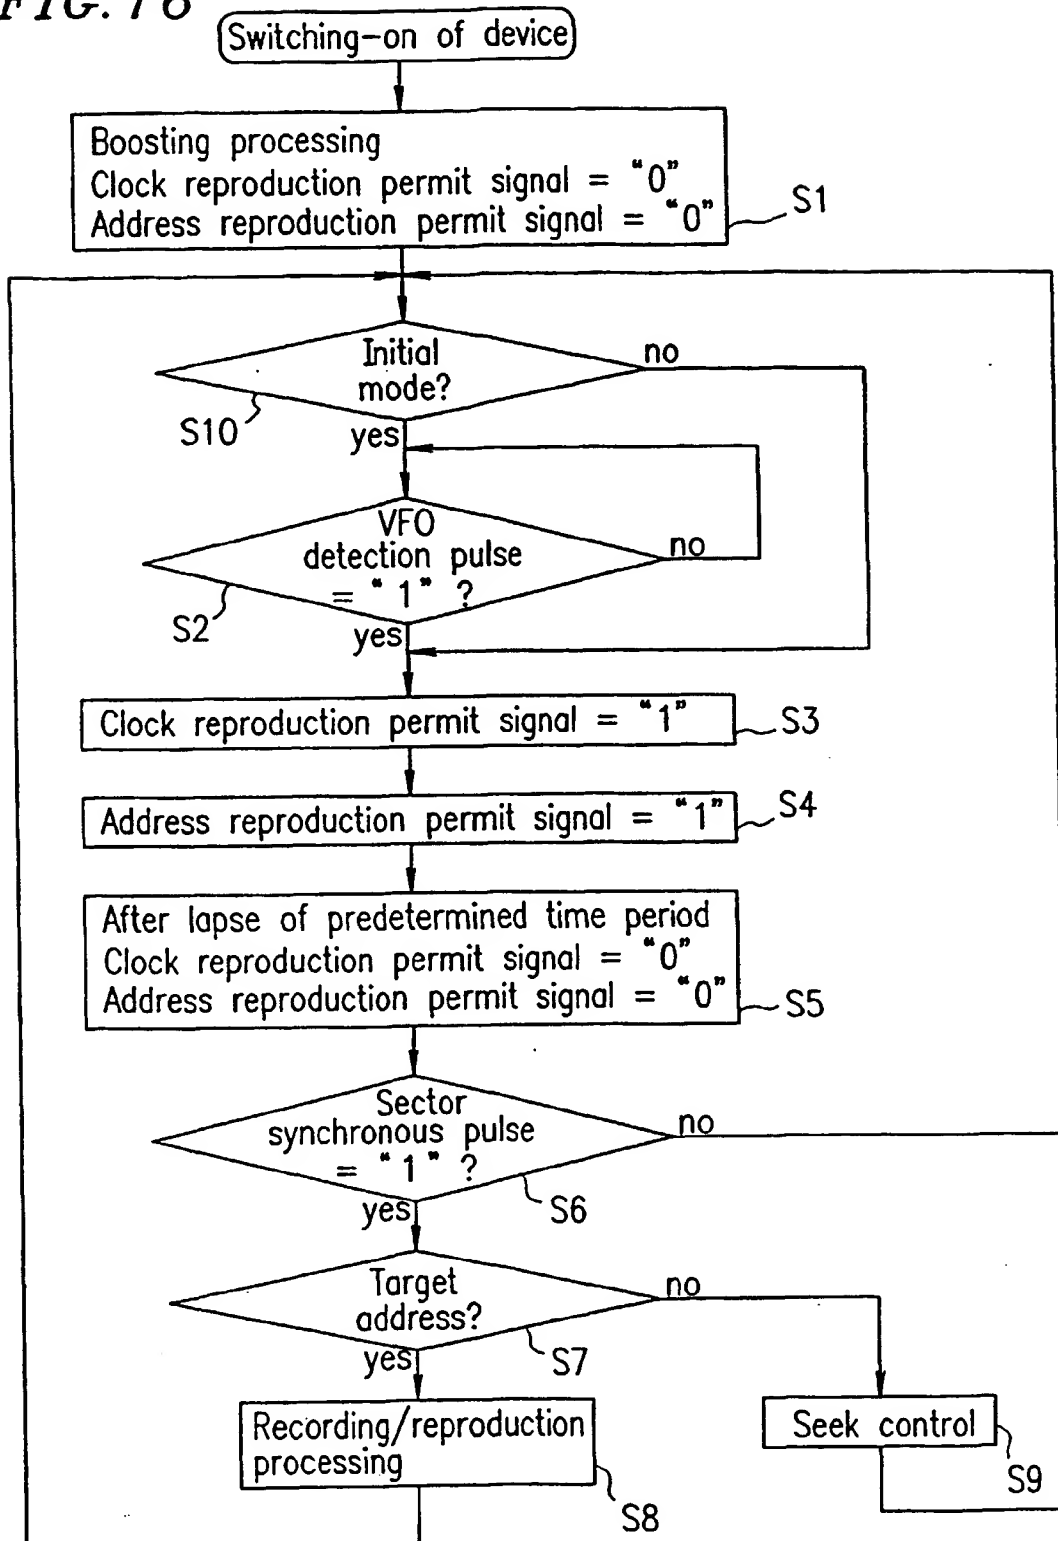 Switching-on of device
Boosting processing
Clock reproduction permit signal = "0"
Address reproduction permit signal = "0"
S1
Initial
mode?
no
S10
yes
VFO
detection pulse
= "1" ?
no
S2
yes
Clock reproduction permit signal = "1"
S3
Address reproduction permit signal = "1"
S4
After lapse of predetermined time period
Clock reproduction permit signal = "0"
Address reproduction permit signal = "0"
S5
Sector
synchronous pulse
= "1" ?
no
S6
yes
Target
address?
no
S7
yes
Recording/reproduction
processing
S8
Seek control
S9